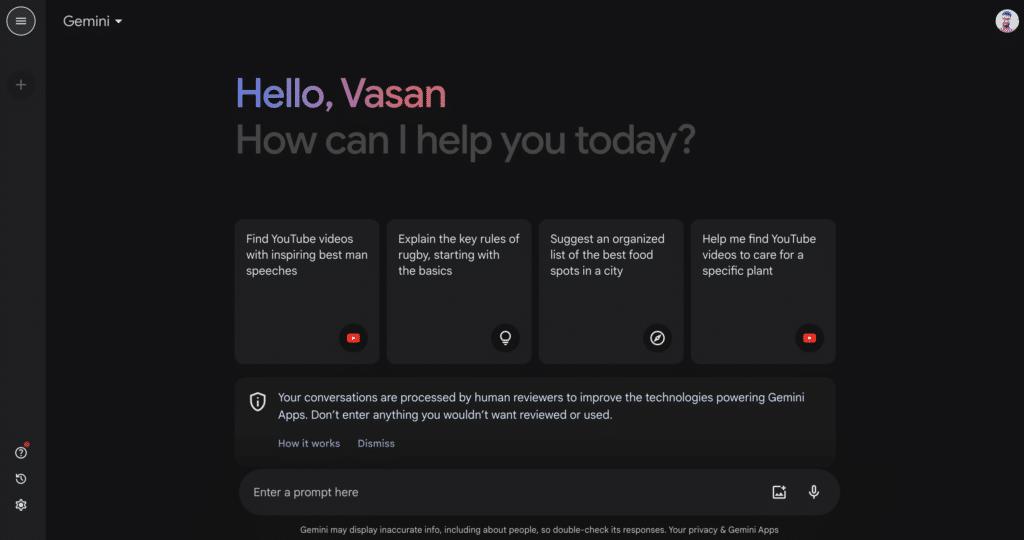 Gemini
Hello, Vasan
How can I help you today?
Find YouTube videos
with inspiring best man
speeches
Explain the key rules of
rugby, starting with
the basics
Suggest an organized
list of the best food
spots in a city
Help me find YouTube
videos to care for a
specific plant
Your conversations are processed by human reviewers to improve the technologies powering Gemini
Apps. Don't enter anything you wouldn't want reviewed or used.
How it works Dismiss
Enter a prompt here
Gemini may display inaccurate info, including about people, so double-check its responses. Your privacy & Gemini Apps